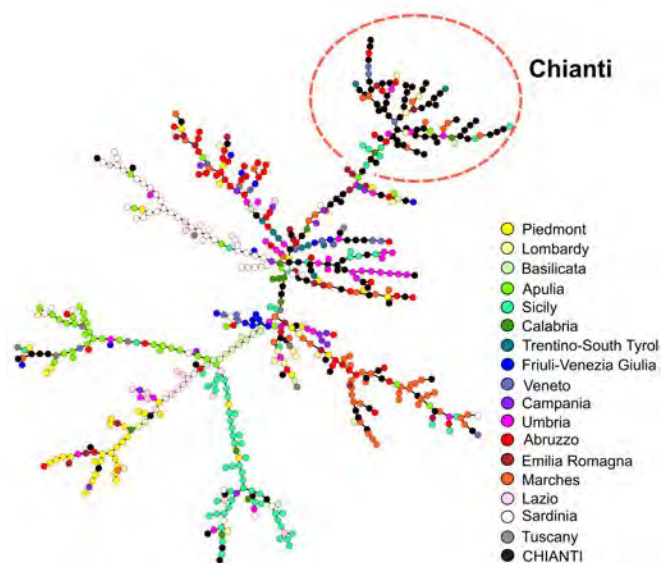 Chianti
Piedmont
Lombardy
Basilicata
Apulia
Sicily
Calabria
Trentino-South Tyrol
Friuli-Venezia Giulia
Veneto
Campania
Umbria
Abruzzo
Emilia Romagna
Marches
Lazio
Sardinia
Tuscany
CHIANTI